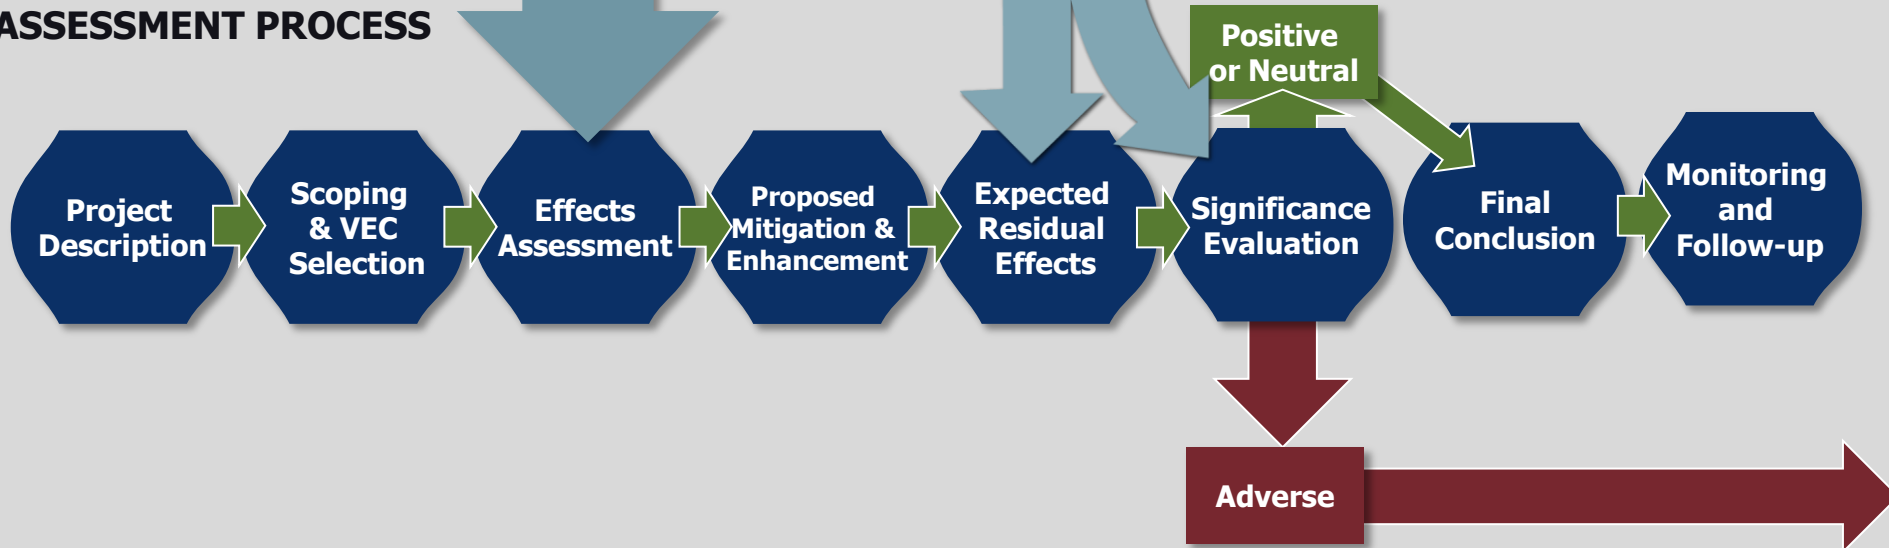 ASSESSMENT PROCESS
Positive
or Neutral
Project
Description
Scoping
& VEC
Selection
Effects
Assessment
Proposed
Mitigation &
Enhancement
Expected
Residual
Effects
Significance
Evaluation
Final
Conclusion
Monitoring
and
Follow-up
Adverse